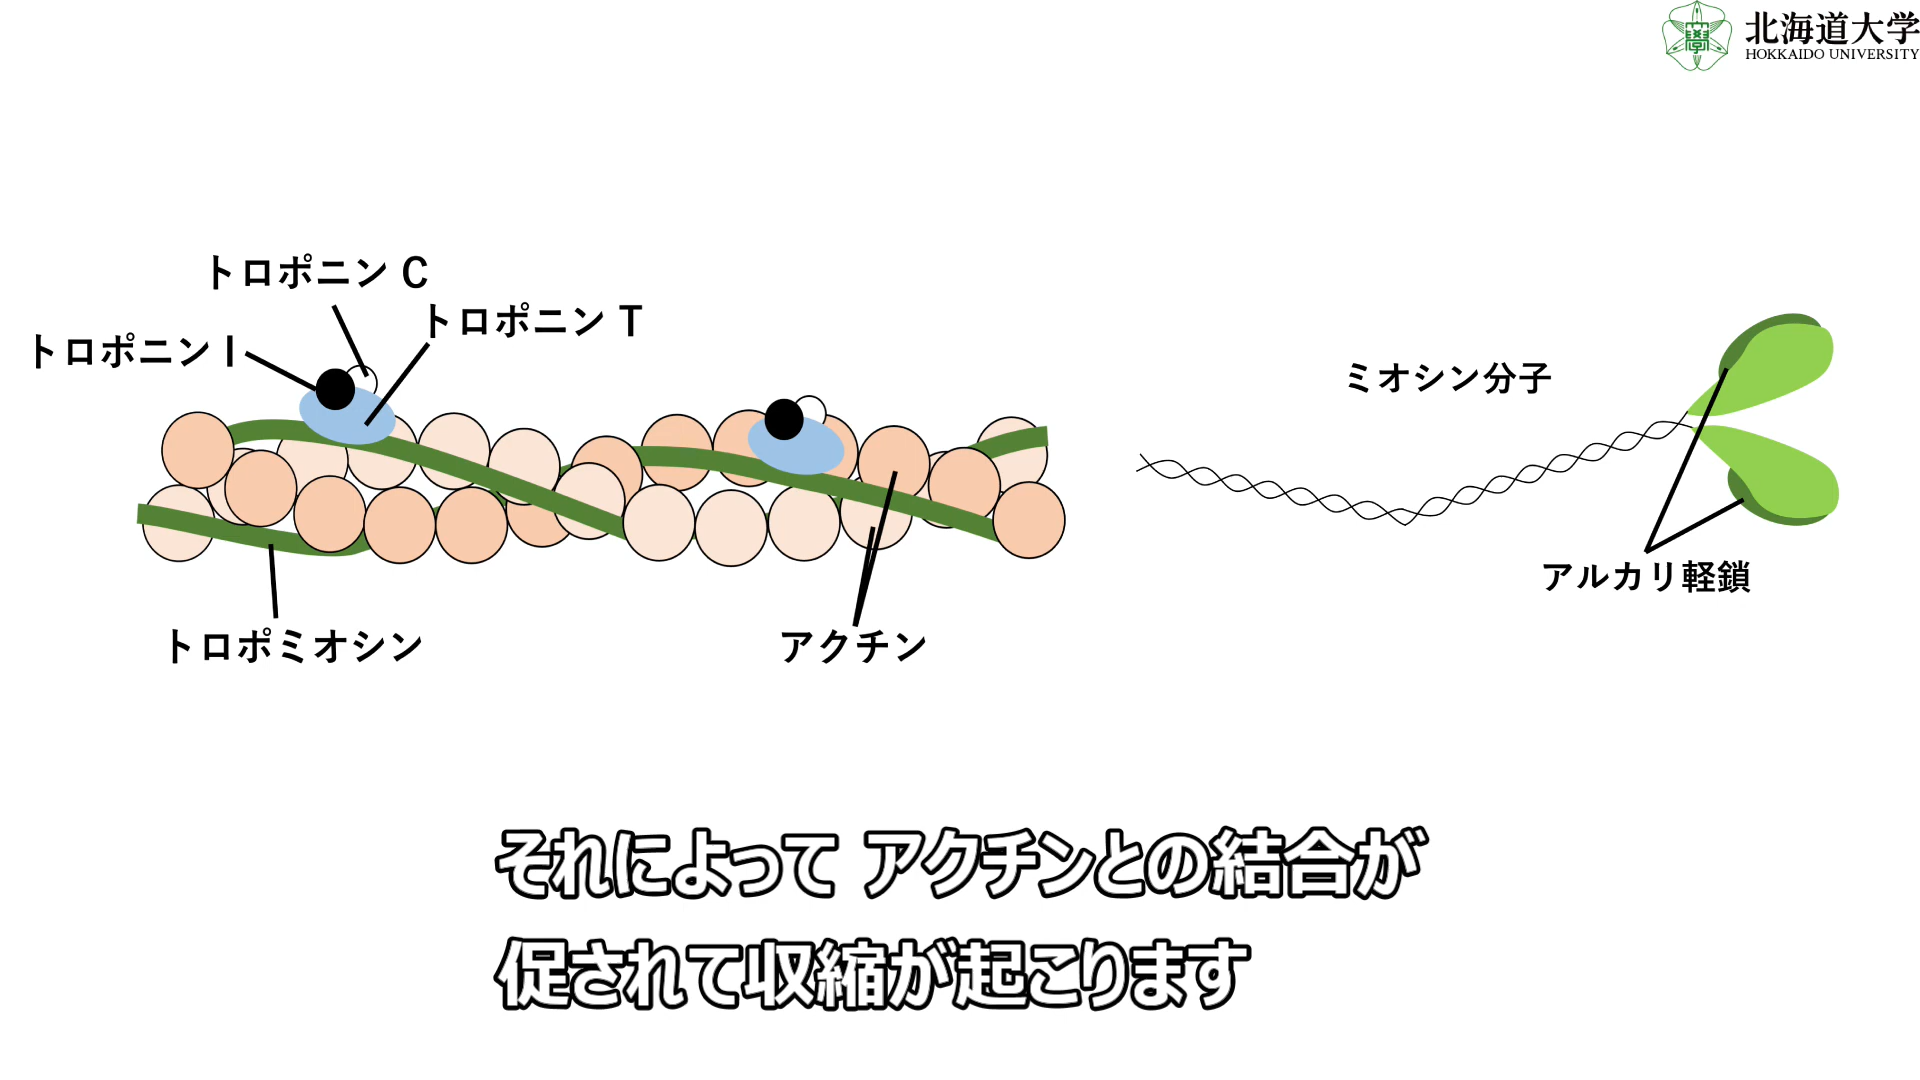 北海道大学
HOKKAIDO UNIVERSITY
トロポニン C
トロポニン T
トロポニン I
ミオシン分子
アルカリ軽鎖
トロポミオシン
アクチン
それによって アクチンとの結合が
促されて収縮が起こります